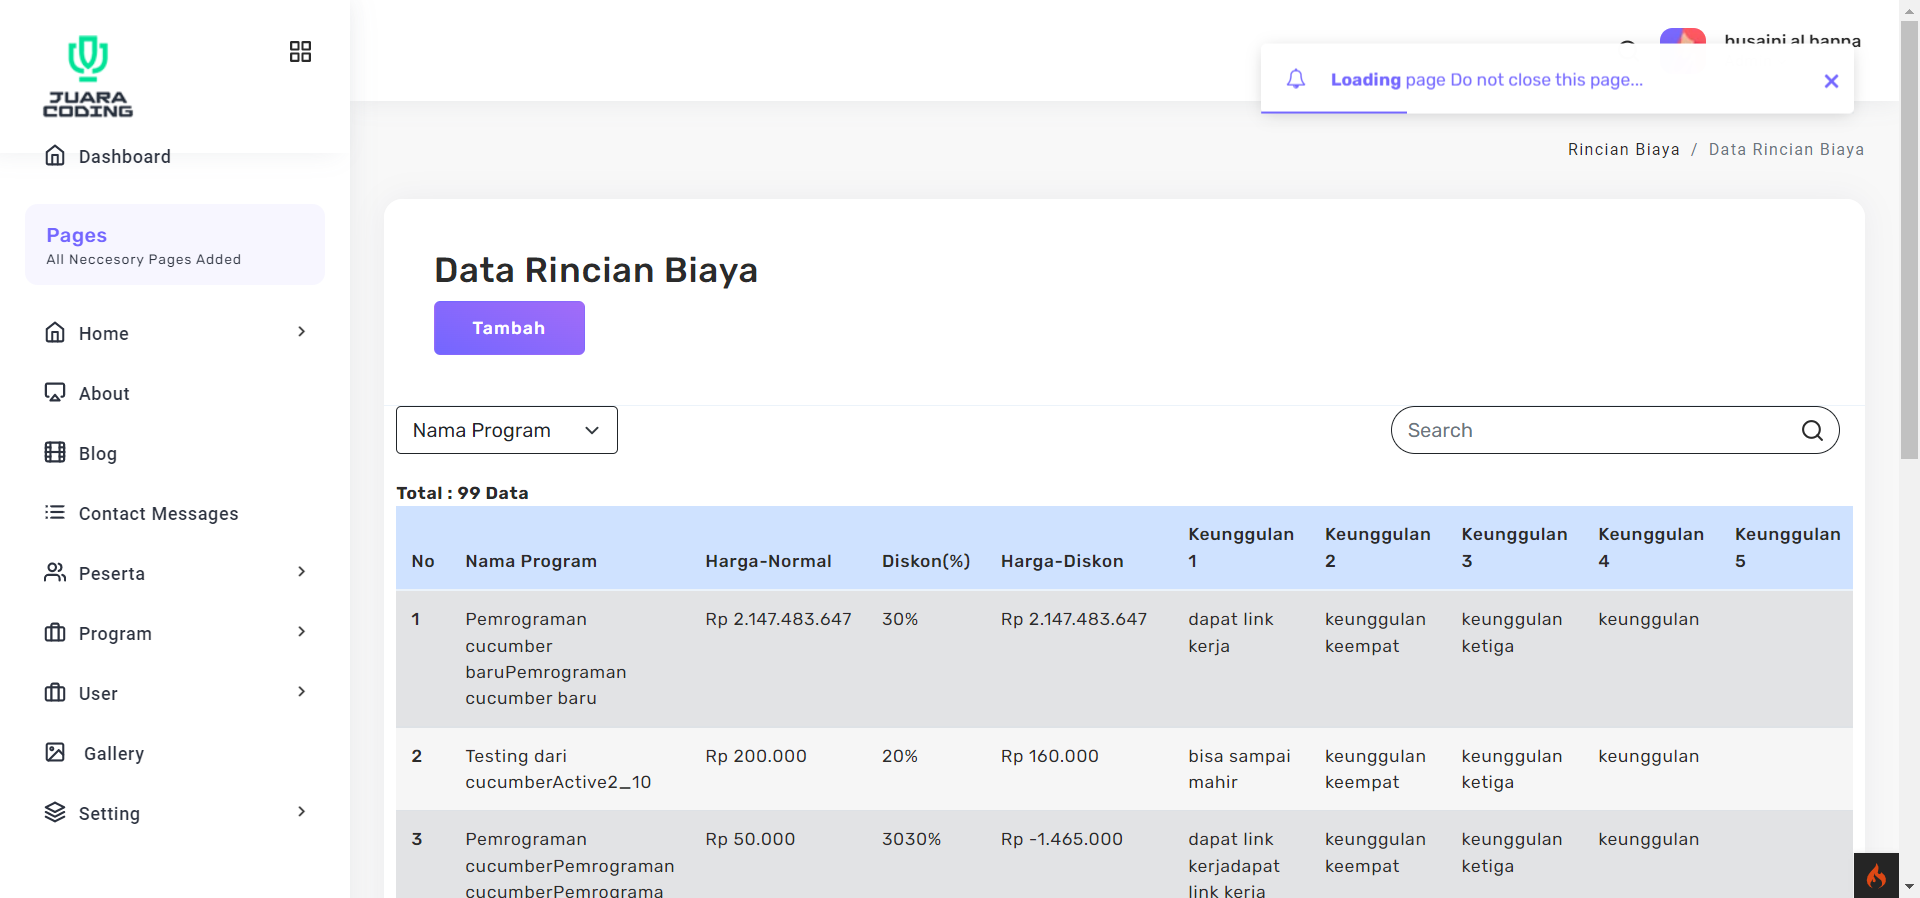 JUARA
CODING
Dashboard
Pages
All Neccesory Pages Added
Home
About
Blog
Contact Messages
Peserta
Program
User
Gallery
Setting
husaini al banna
Loading page Do not close this page...
Rincian Biaya / Data Rincian Biaya
Data Rincian Biaya
Tambah
Nama Program
Search
Total : 99 Data
No Nama Program Harga-Normal Diskon(%) Harga-Diskon Keunggulan 1 Keunggulan 2 Keunggulan 3 Keunggulan 4 Keunggulan 5
1 Pemrograman Rp 2.147.483.647 30% Rp 2.147.483.647 dapat link keunggulan keunggulan keunggulan
cucumber kerja keempat ketiga
baruPemrograman
cucumber baru
2 Testing dari Rp 200.000 20% Rp 160.000 bisa sampai keunggulan keunggulan keunggulan
cucumberActive2_10 mahir keempat ketiga
3 Pemrograman Rp 50.000 3030% Rp -1.465.000 dapat link keunggulan keunggulan keunggulan
cucumberPemrograman kerjadapat keempat ketiga
cucumberPemrograma link kerja